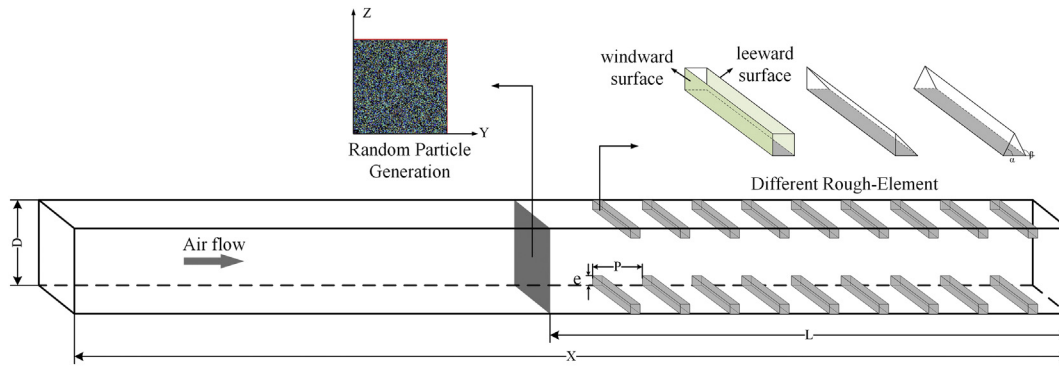 Z
Y
Random Particle
Generation
windward
surface
leeward
surface
α
β
Different Rough-Element
D
Air flow
e
P
L
X